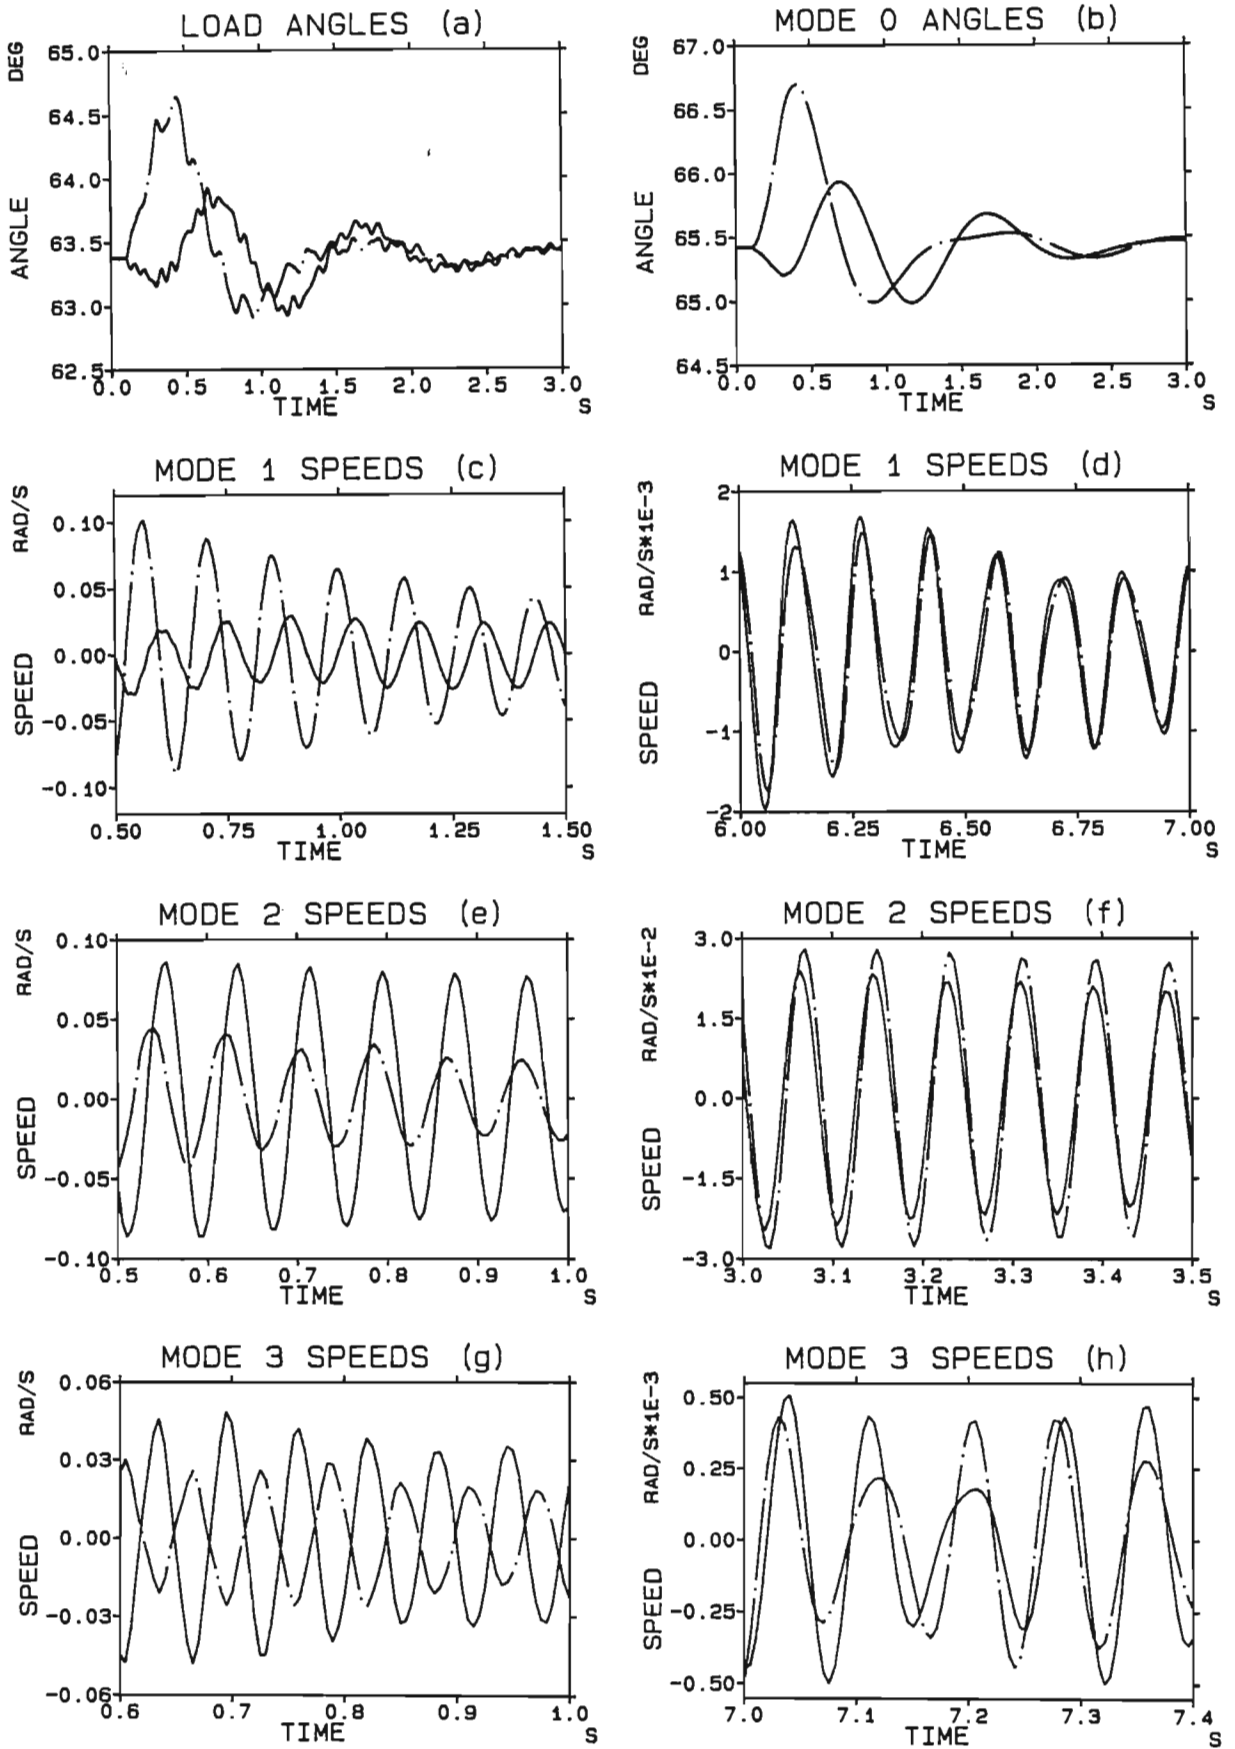 LOAD ANGLES (a)
DEG
ANGLE
65.0
64.5
64.0
63.5
63.0
62.5
0.0 0.5 1.0 1.5 2.0 2.5 3.0
TIME S
MODE 0 ANGLES (b)
DEG
ANGLE
67.0
66.5
66.0
65.5
65.0
64.5
0.0 0.5 1.0 1.5 2.0 2.5 3.0
TIME S
MODE 1 SPEEDS (c)
RAD/S
SPEED
0.10
0.05
0.00
-0.05
-0.10
0.50 0.75 1.00 1.25 1.50
TIME S
MODE 1 SPEEDS (d)
RAD/S*1E-3
SPEED
2
1
0
-1
-2
6.00 6.25 6.50 6.75 7.00
TIME S
MODE 2 SPEEDS (e)
RAD/S
SPEED
0.10
0.05
0.00
-0.05
-0.10
0.5 0.6 0.7 0.8 0.9 1.0
TIME S
MODE 2 SPEEDS (f)
RAD/S*1E-2
SPEED
3.0
1.5
0.0
-1.5
-3.0
3.0 3.1 3.2 3.3 3.4 3.5
TIME S
MODE 3 SPEEDS (g)
RAD/S
SPEED
0.06
0.03
0.00
-0.03
-0.06
0.6 0.7 0.8 0.9 1.0
TIME S
MODE 3 SPEEDS (h)
RAD/S*1E-3
SPEED
0.50
0.25
0.00
-0.25
-0.50
7.0 7.1 7.2 7.3 7.4
TIME S